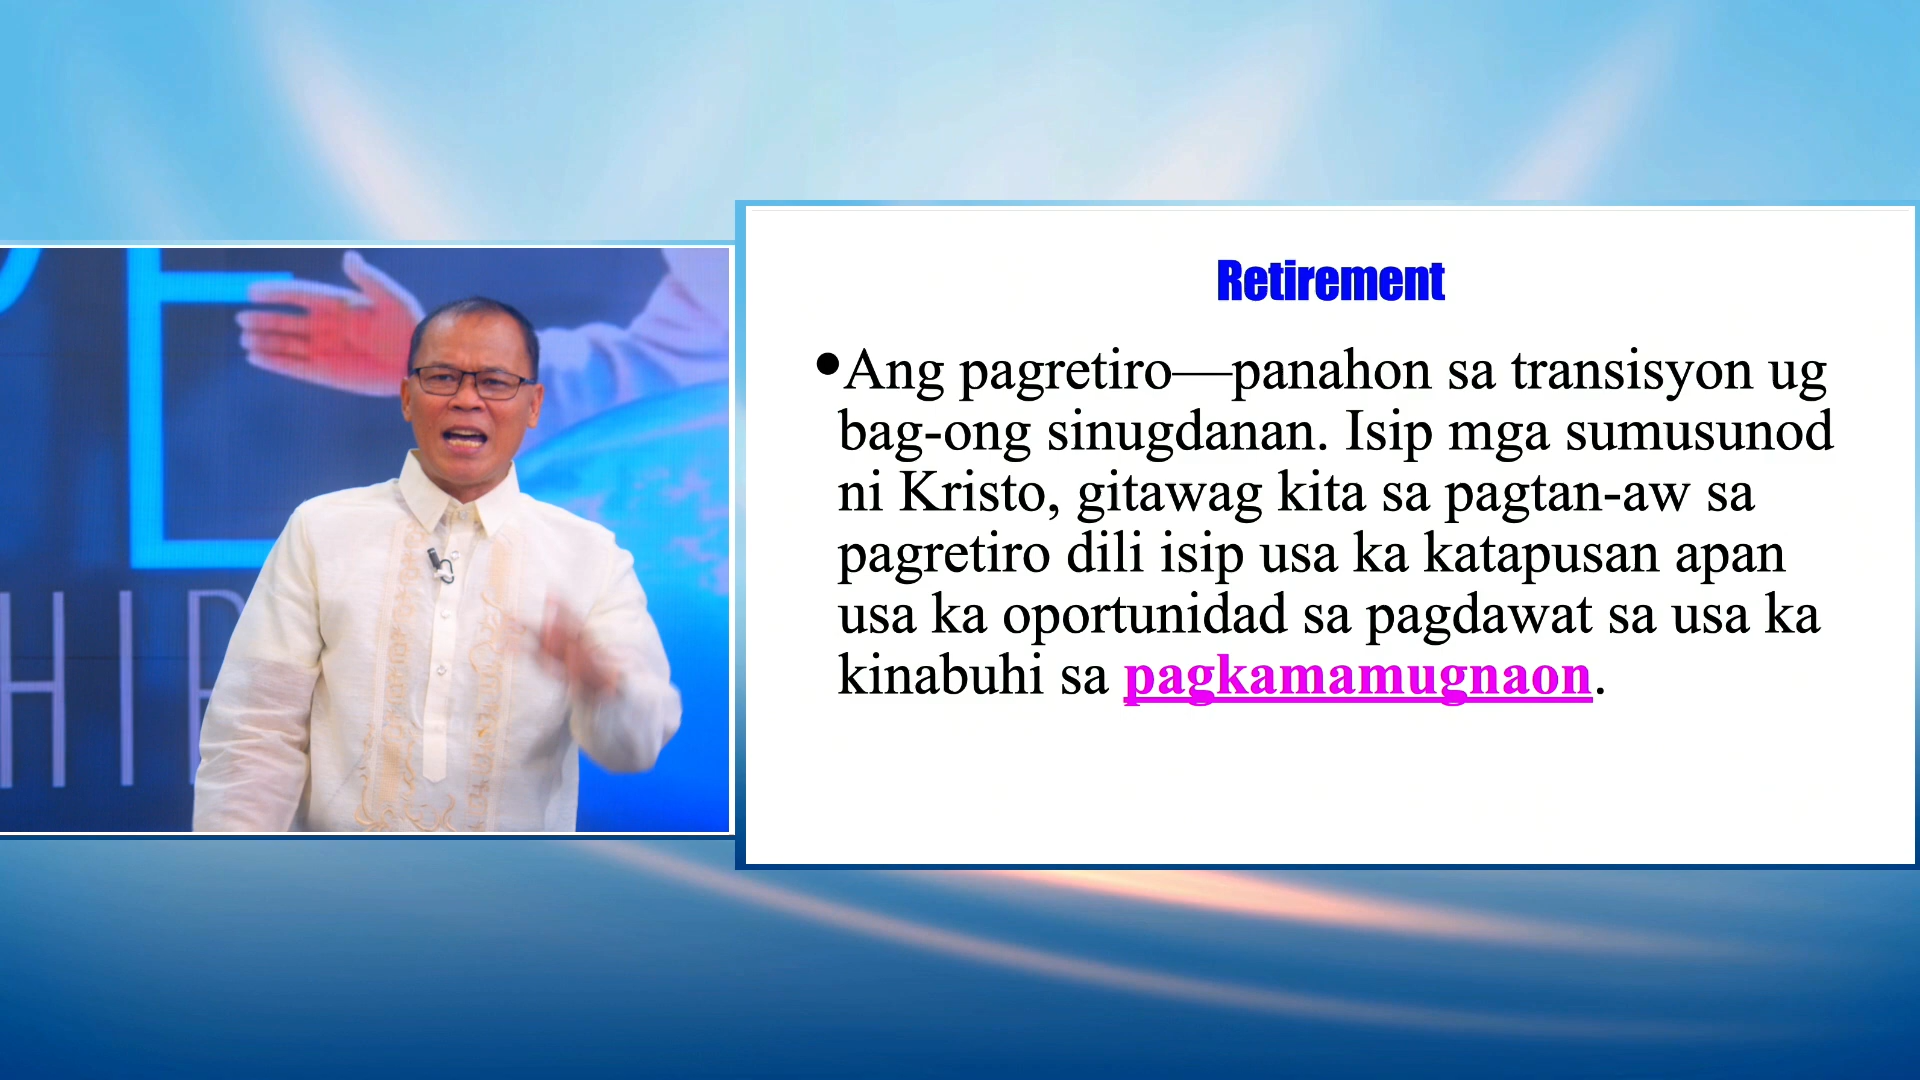 PE
HIP
Retirement
•Ang pagretiro—panahon sa transisyon ug
bag-ong sinugdanan. Isip mga sumusunod
ni Kristo, gitawag kita sa pagtan-aw sa
pagretiro dili isip usa ka katapusan apan
usa ka oportunidad sa pagdawat sa usa ka
kinabuhi sa pagkamamugnaon.